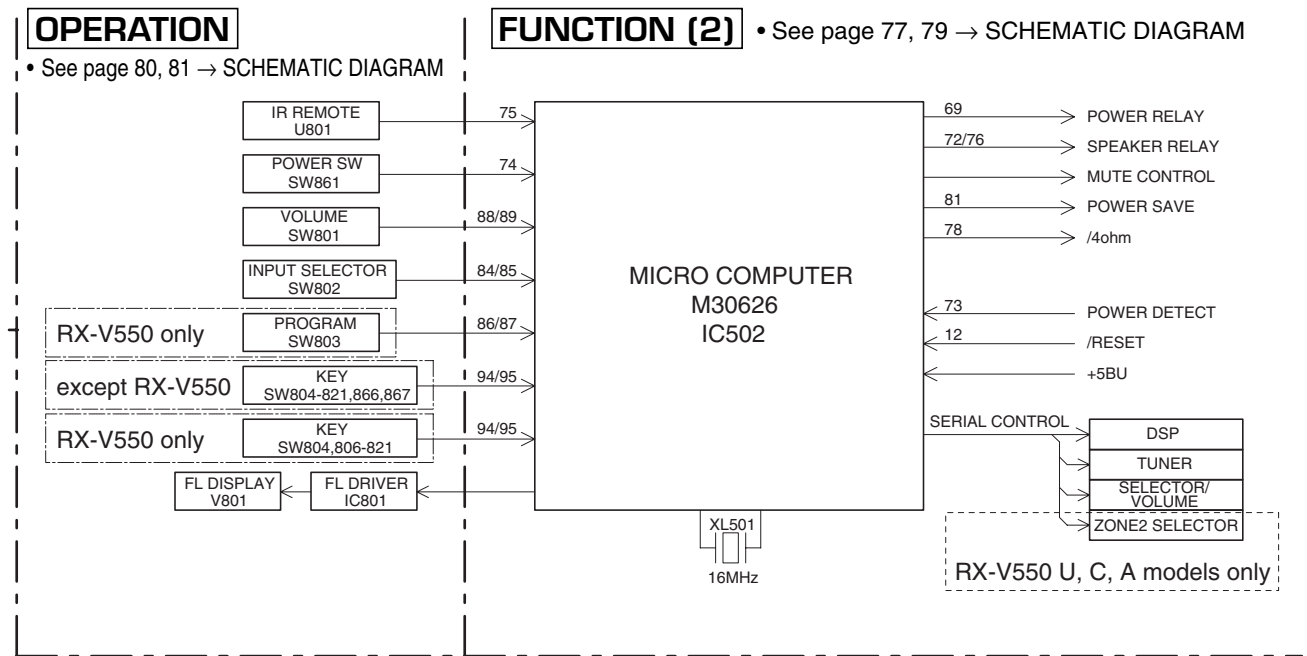 OPERATION
• See page 80, 81 → SCHEMATIC DIAGRAM
FUNCTION (2)
• See page 77, 79 → SCHEMATIC DIAGRAM
IR REMOTE
U801
75
POWER SW
SW861
74
VOLUME
SW801
88/89
INPUT SELECTOR
SW802
84/85
RX-V550 only
PROGRAM
SW803
86/87
except RX-V550
KEY
SW804-821,866,867
94/95
RX-V550 only
KEY
SW804,806-821
94/95
FL DISPLAY
V801
FL DRIVER
IC801
MICRO COMPUTER
M30626
IC502
XL501
16MHz
69
POWER RELAY
72/76
SPEAKER RELAY
MUTE CONTROL
81
POWER SAVE
78
/4ohm
73
POWER DETECT
12
/RESET
+5BU
SERIAL CONTROL
DSP
TUNER
SELECTOR/
VOLUME
ZONE2 SELECTOR
RX-V550 U, C, A models only